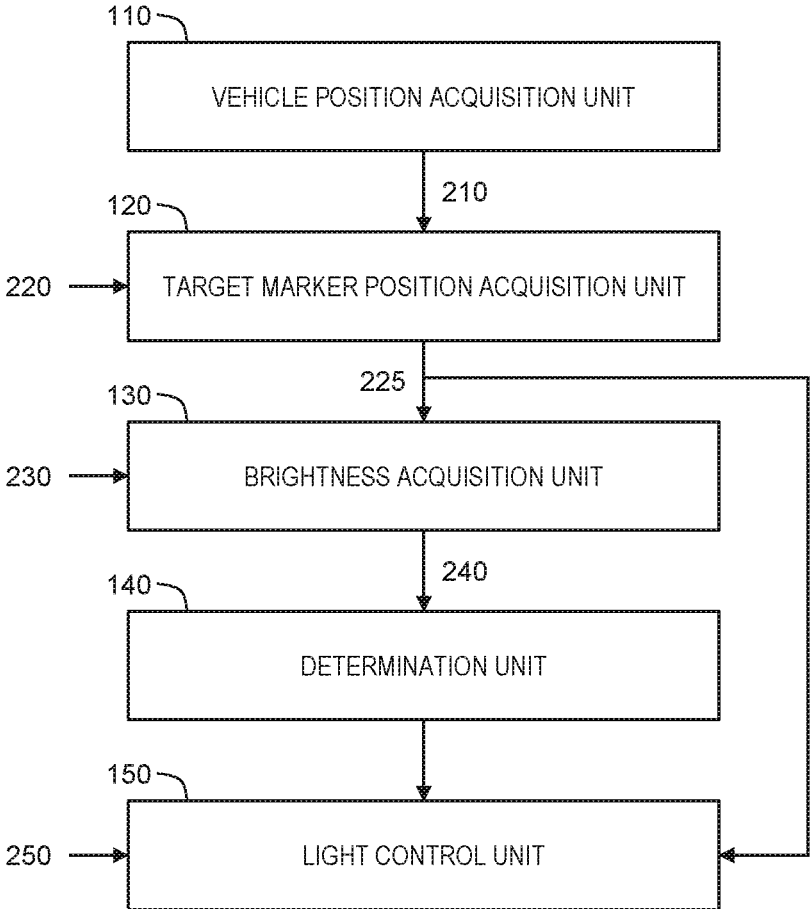 110
VEHICLE POSITION ACQUISITION UNIT
210
120
220
TARGET MARKER POSITION ACQUISITION UNIT
225
130
230
BRIGHTNESS ACQUISITION UNIT
240
140
DETERMINATION UNIT
150
250
LIGHT CONTROL UNIT